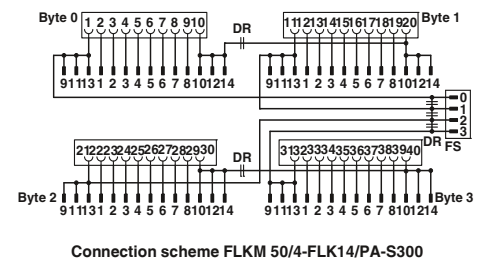 Byte 0 1 2 3 4 5 6 7 8 9 10 DR 11 12 13 14 15 16 17 18 19 20 Byte 1
9 11 13 1 2 3 4 5 6 7 8 10 12 14 9 11 13 1 2 3 4 5 6 7 8 10 12 14
0
1
2
3
DR FS
21 22 23 24 25 26 27 28 29 30 DR 31 32 33 34 35 36 37 38 39 40
Byte 2 9 11 13 1 2 3 4 5 6 7 8 10 12 14 9 11 13 1 2 3 4 5 6 7 8 10 12 14 Byte 3
Connection scheme FLKM 50/4-FLK14/PA-S300